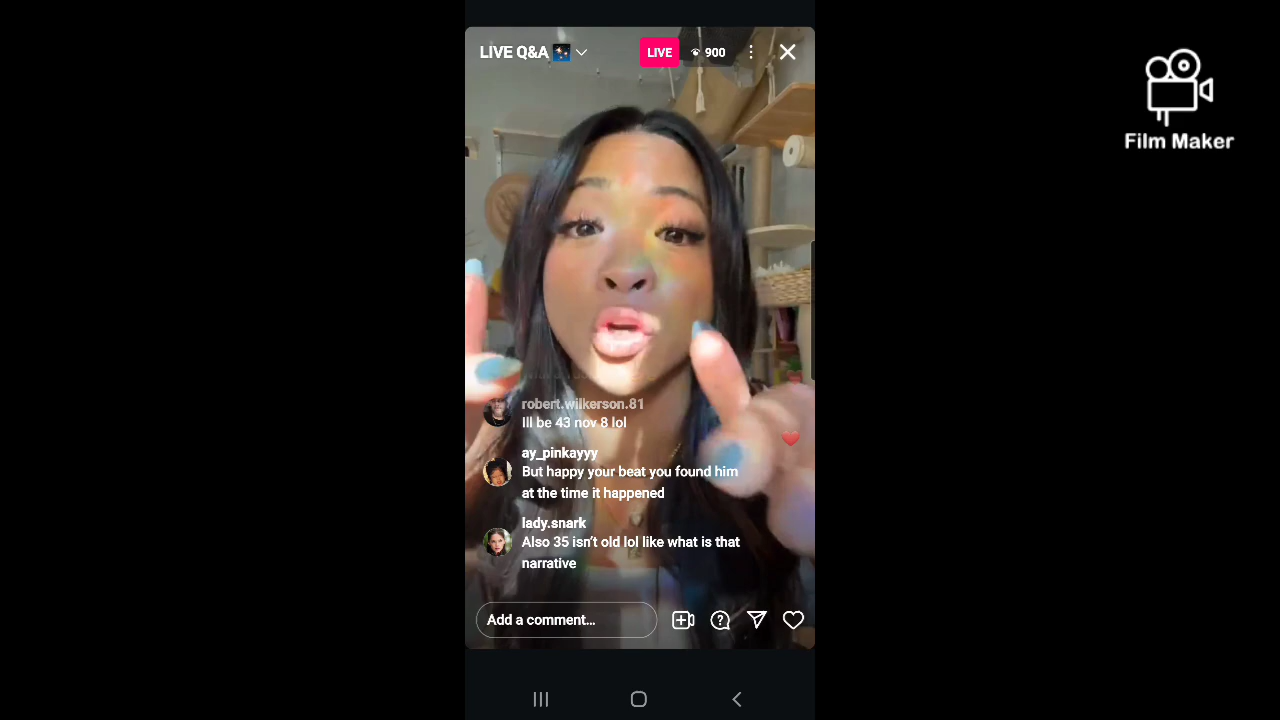 LIVE Q&A
LIVE
900
Film Maker
robert.wilkerson.81
Ill be 43 nov 8 lol
ay_pinkayyy
But happy your beat you found him
at the time it happened
lady.snark
Also 35 isn't old lol like what is that
narrative
Add a comment...